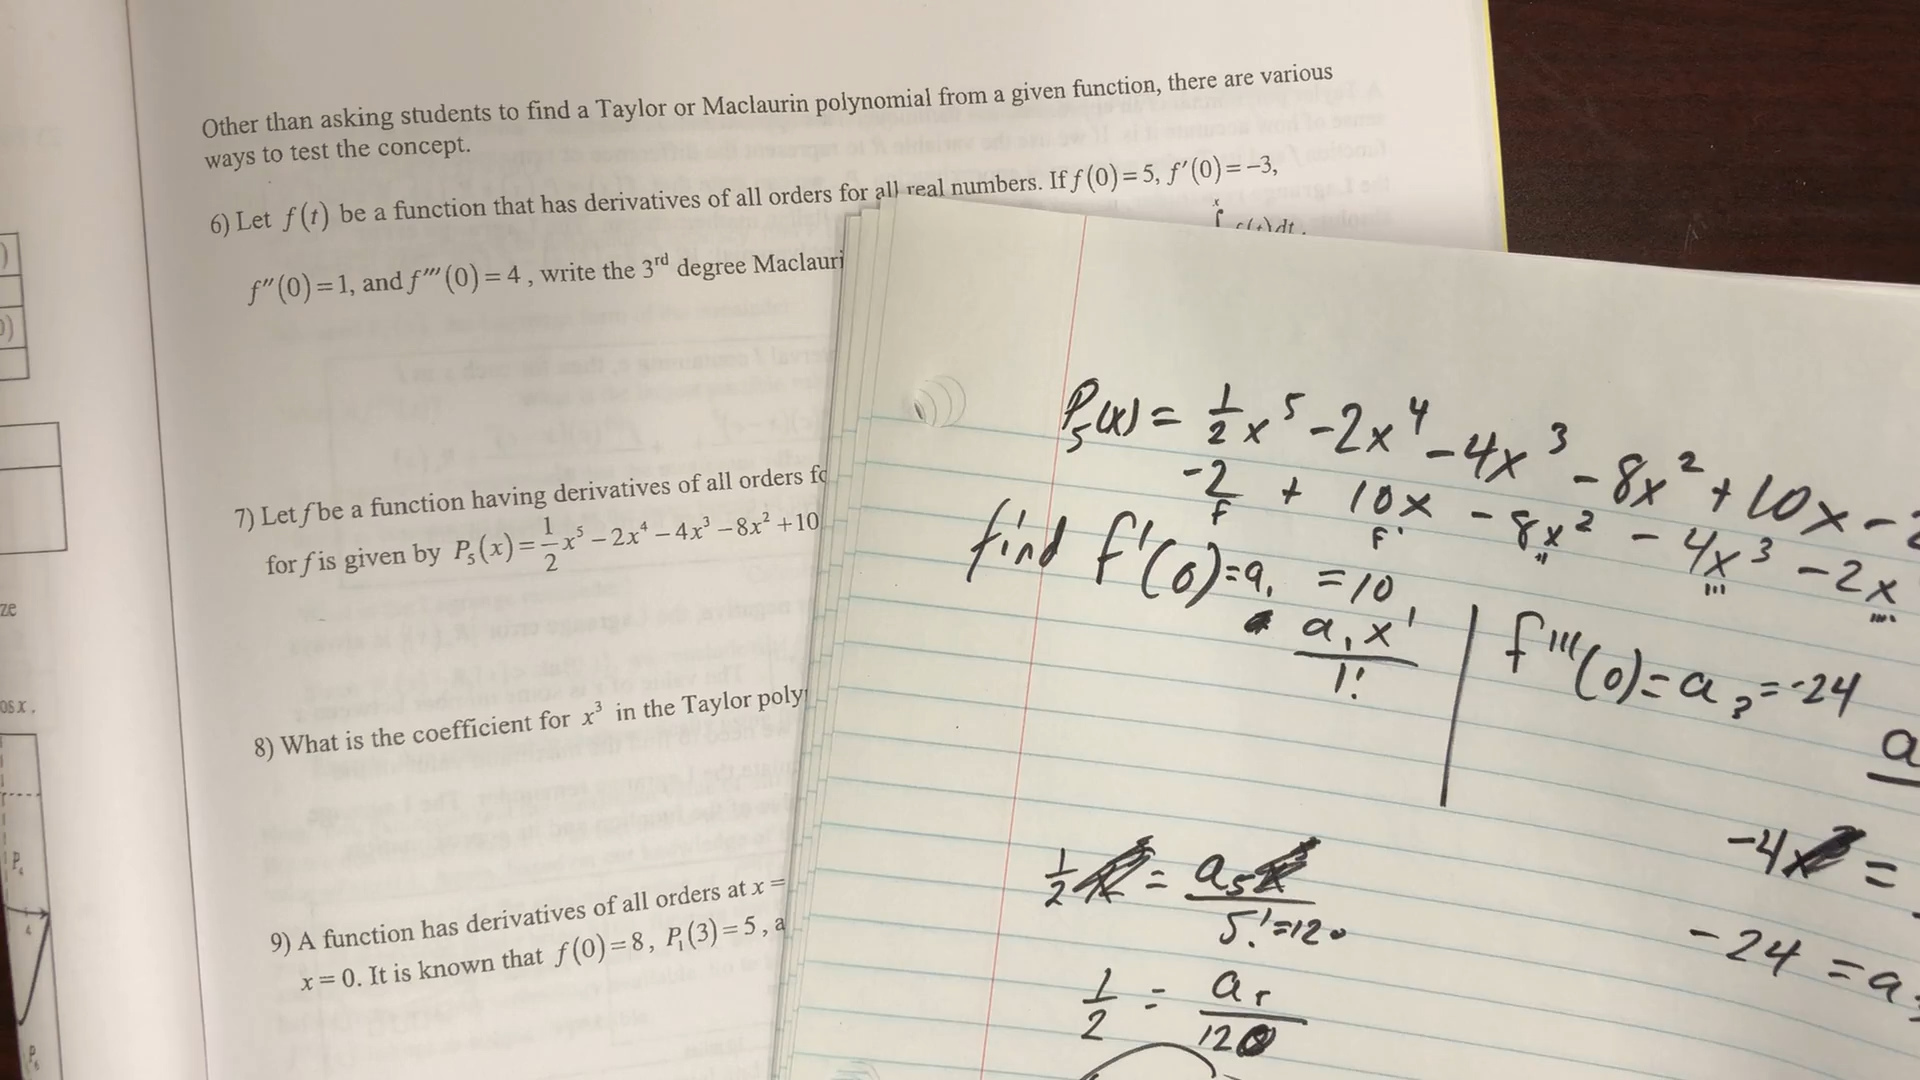 Other than asking students to find a Taylor or Maclaurin polynomial from a given function, there are various
ways to test the concept.
6) Let f(t) be a function that has derivatives of all orders for all real numbers. If f(0) = 5, f′(0) = −3,
f″(0) = 1, and f‴(0) = 4, write the 3rd degree Maclauri
7) Let f be a function having derivatives of all orders fo
for f is given by P₅(x) = 1/2 x⁵ − 2x⁴ − 4x³ − 8x² + 10
8) What is the coefficient for x³ in the Taylor poly
9) A function has derivatives of all orders at x =
x = 0. It is known that f(0) = 8, P₁(3) = 5, a
ze
os x.
P₅(x) = 1/2 x⁵ − 2x⁴ − 4x³ − 8x² + 10x − 2
−2 + 10x − 8x² − 4x³ − 2x
f f' '' ''' ''''
find f'(0) = a₁ = 10
a₁x¹
1!
f'''(0) = a₃ = -24
a
−4x =
−24 = a
1/2 = a₅
5! = 120
1/2 = a₅/120